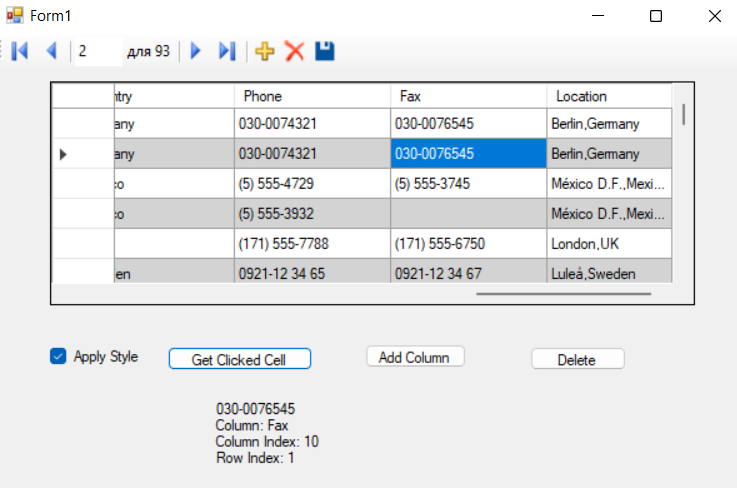 Form1
2 для 93
ntry Phone Fax Location
any 030-0074321 030-0076545 Berlin,Germany
any 030-0074321 030-0076545 Berlin,Germany
co (5) 555-4729 (5) 555-3745 México D.F.,Mexi...
co (5) 555-3932 México D.F.,Mexi...
(171) 555-7788 (171) 555-6750 London,UK
en 0921-12 34 65 0921-12 34 67 Luleå,Sweden
Apply Style Get Clicked Cell Add Column Delete
030-0076545
Column: Fax
Column Index: 10
Row Index: 1